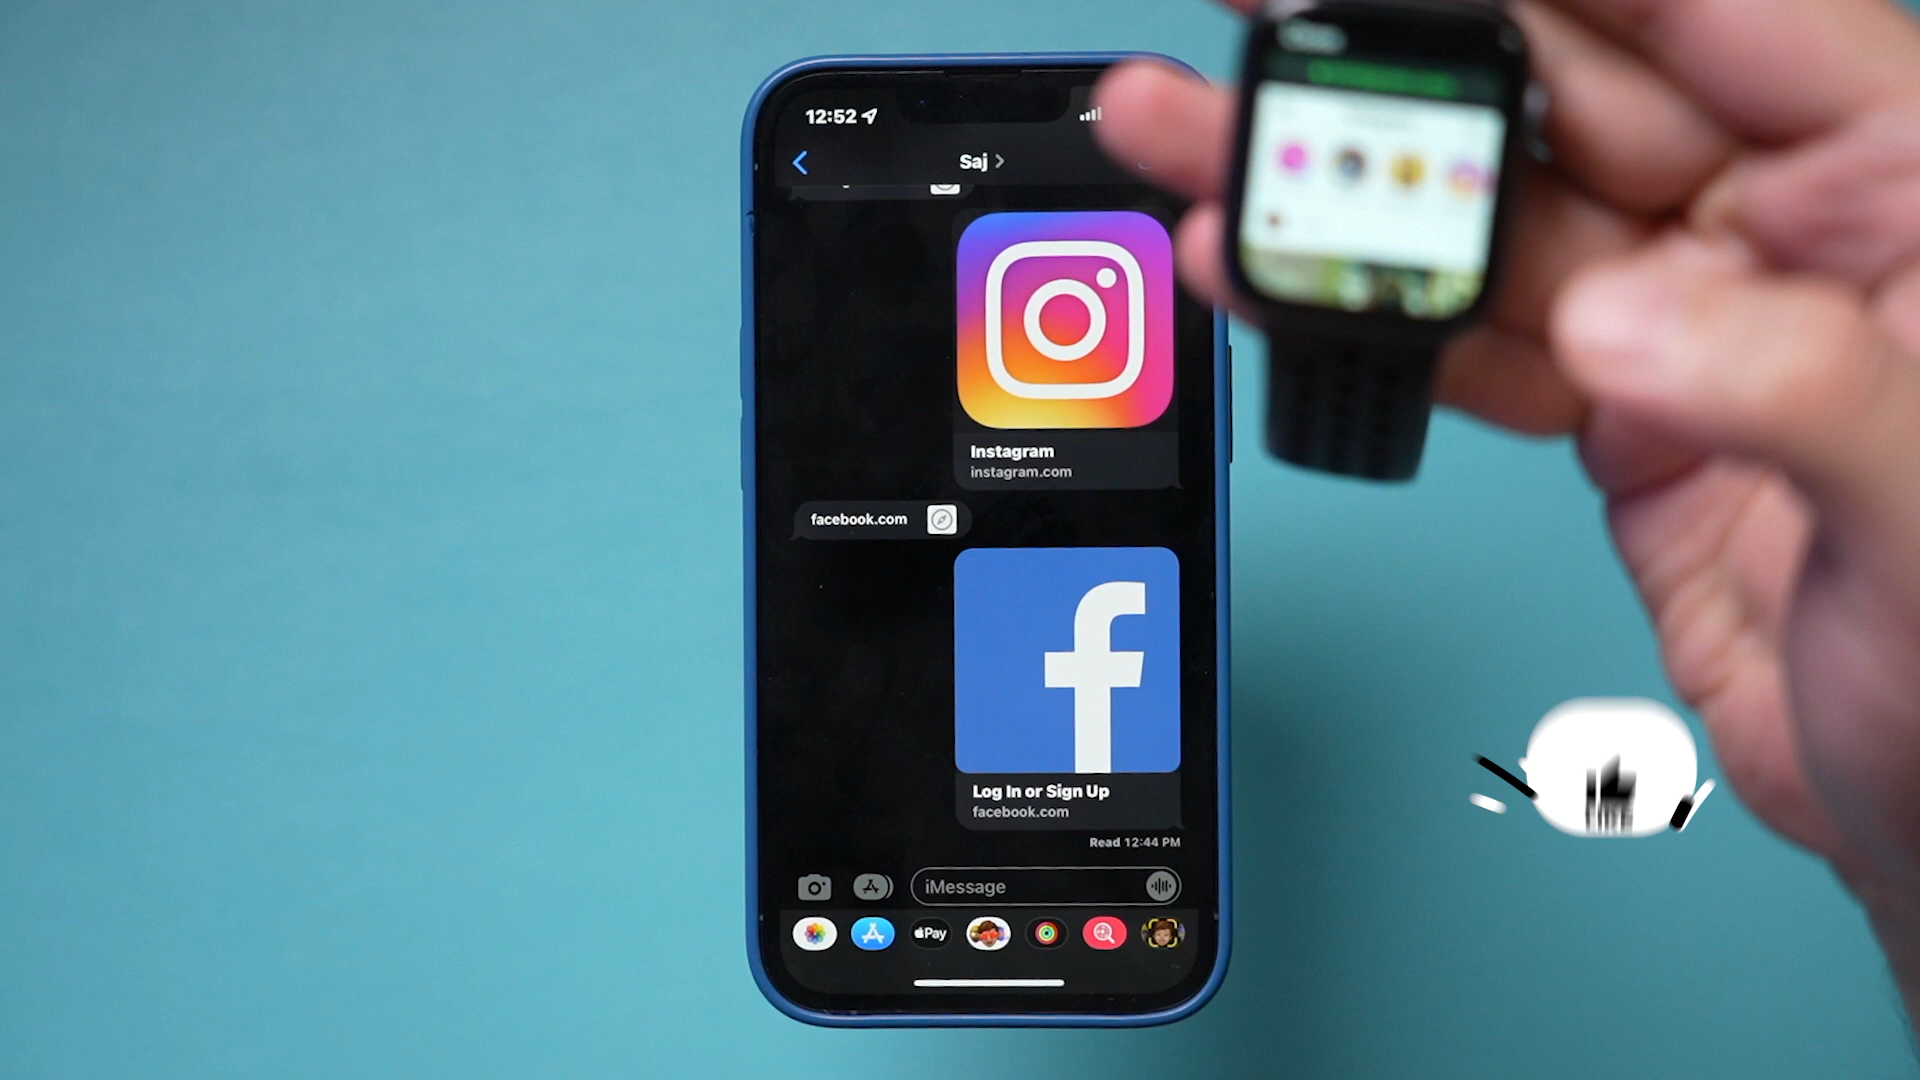 12:52
Saj
Instagram
instagram.com
facebook.com
f
Log In or Sign Up
facebook.com
Read 12:44 PM
iMessage
Pay